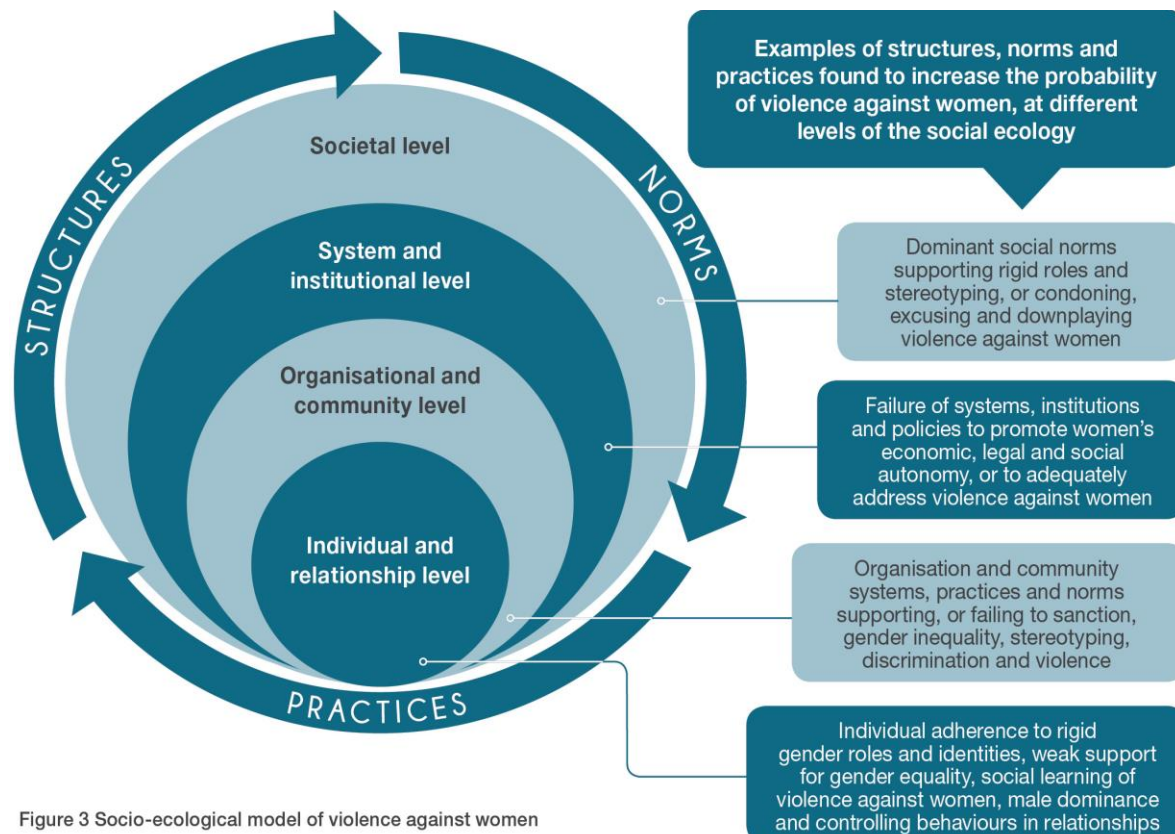 Examples of structures, norms and
practices found to increase the probability
of violence against women, at different
levels of the social ecology
STRUCTURES
NORMS
PRACTICES
Societal level
System and
institutional level
Organisational and
community level
Individual and
relationship level
Dominant social norms
supporting rigid roles and
stereotyping, or condoning,
excusing and downplaying
violence against women
Failure of systems, institutions
and policies to promote women’s
economic, legal and social
autonomy, or to adequately
address violence against women
Organisation and community
systems, practices and norms
supporting, or failing to sanction,
gender inequality, stereotyping,
discrimination and violence
Individual adherence to rigid
gender roles and identities, weak support
for gender equality, social learning of
violence against women, male dominance
and controlling behaviours in relationships
Figure 3 Socio-ecological model of violence against women